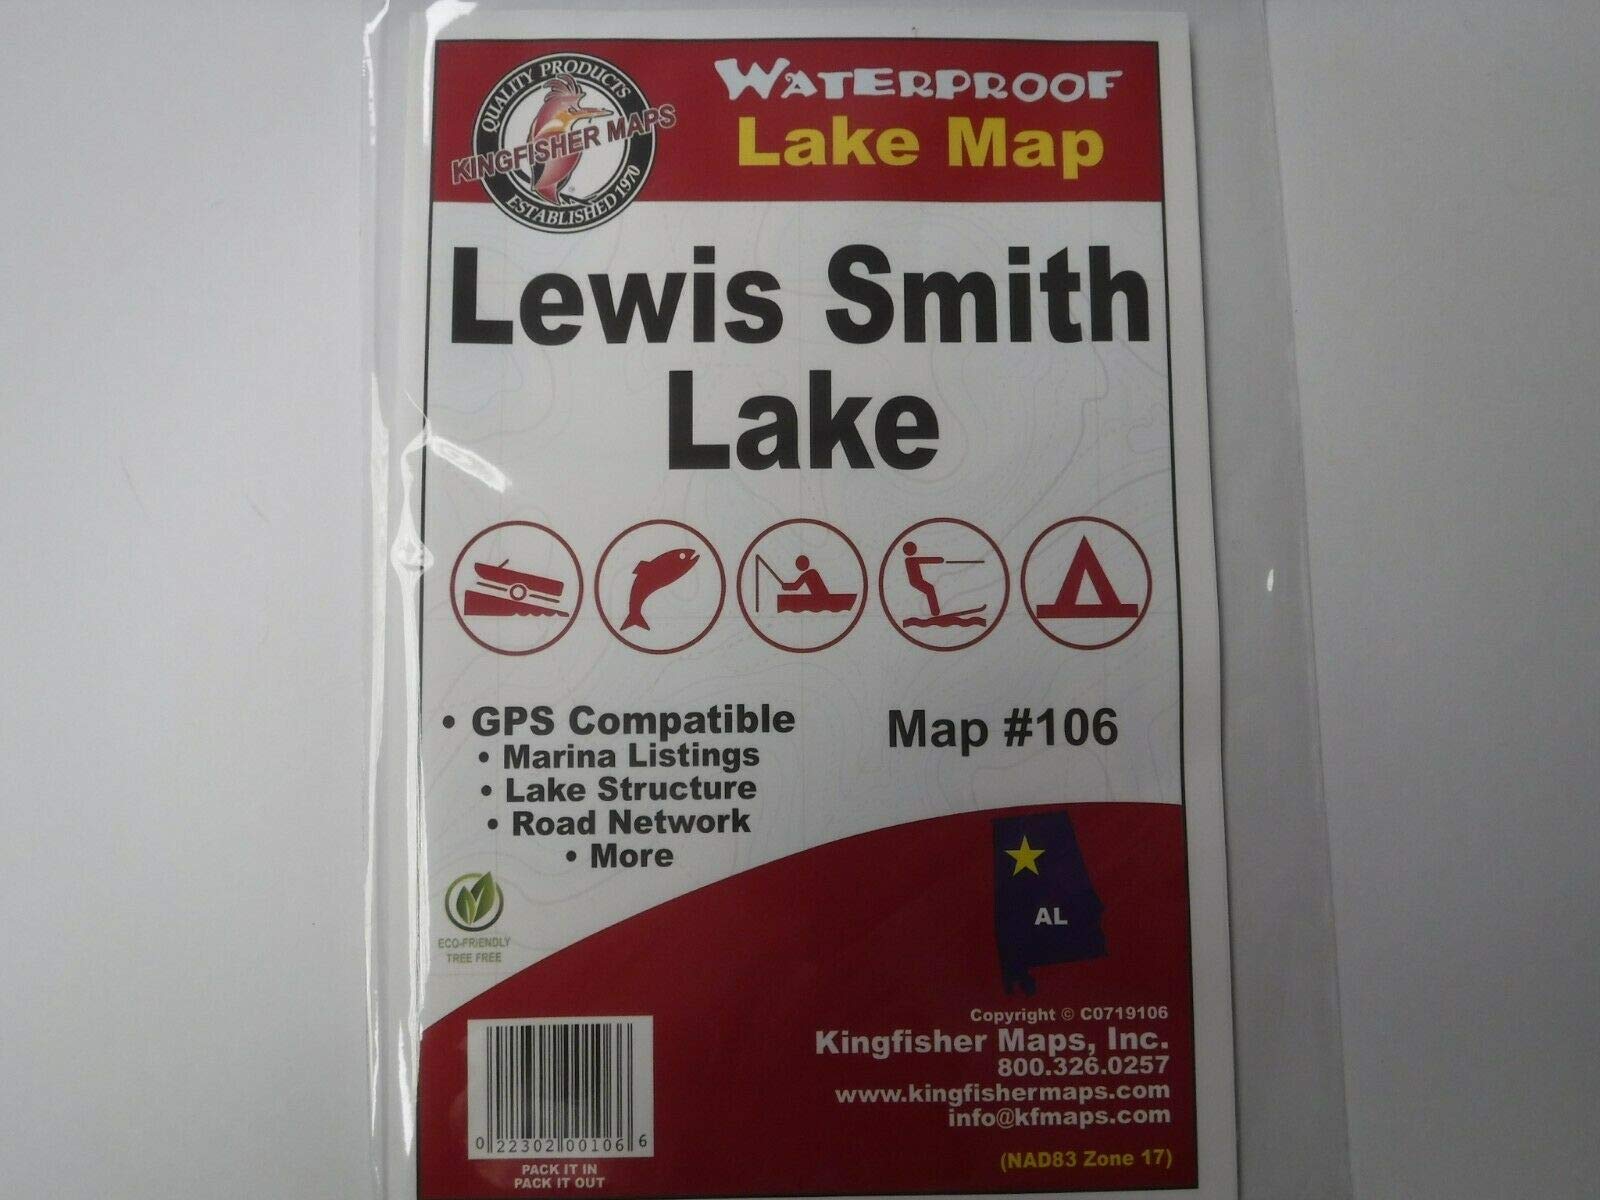 QUALITY PRODUCTS
KINGFISHER MAPS
ESTABLISHED 1970
WATERPROOF
Lake Map
Lewis Smith
Lake
• GPS Compatible
• Marina Listings
• Lake Structure
• Road Network
• More
Map #106
ECO-FRIENDLY
TREE FREE
AL
Copyright © C0719106
Kingfisher Maps, Inc.
800.326.0257
www.kingfishermaps.com
info@kfmaps.com
(NAD83 Zone 17)
0 22302 00106 6
PACK IT IN
PACK IT OUT